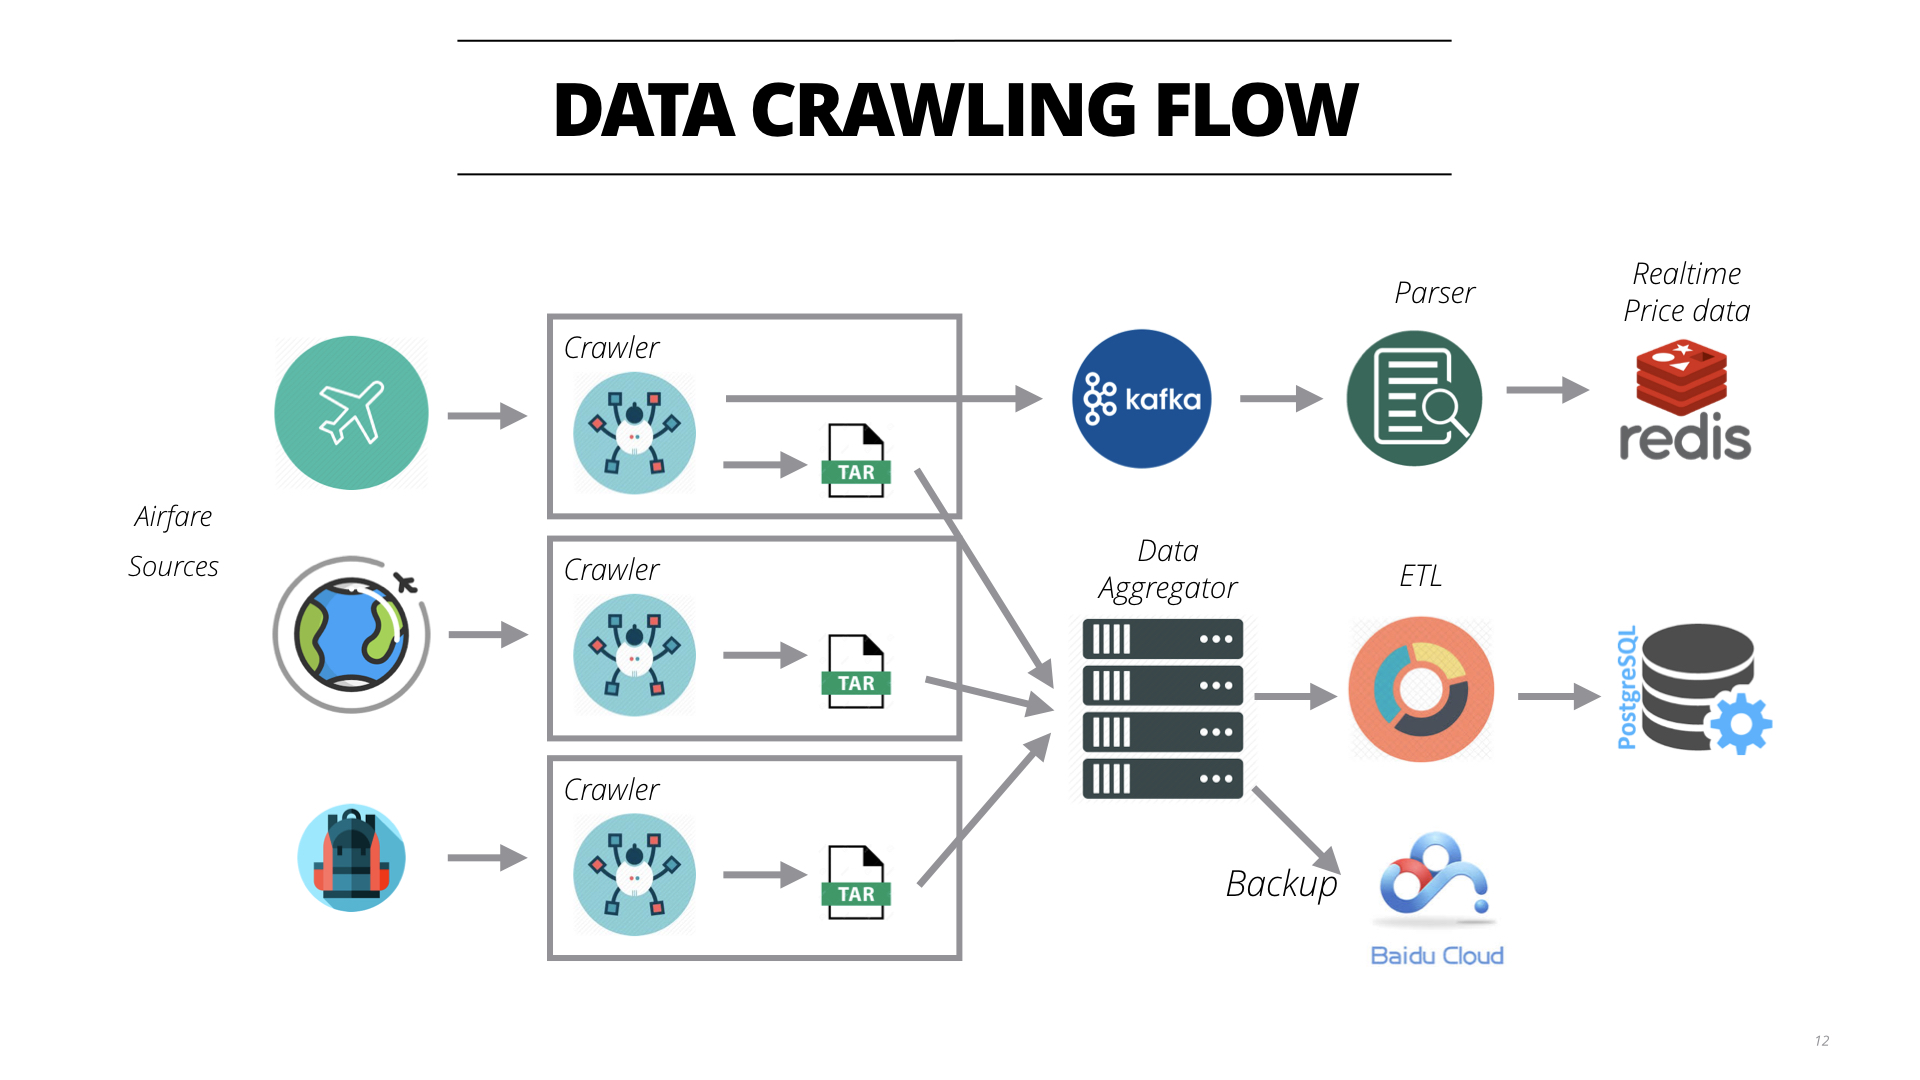 DATA CRAWLING FLOW
Airfare
Sources
Crawler
TAR
Crawler
TAR
Crawler
TAR
kafka
Parser
Realtime
Price data
redis
Data
Aggregator
ETL
PostgreSQL
Backup
Baidu Cloud
12